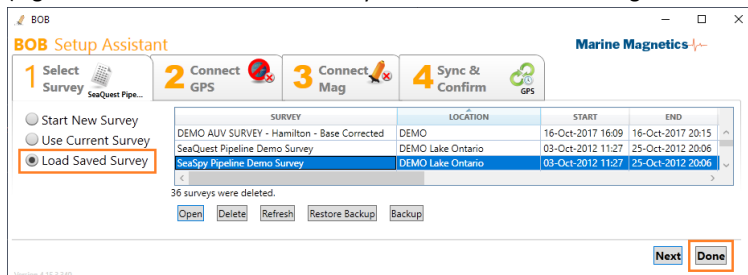 BOB
BOB Setup Assistant
Marine Magnetics
1 Select Survey SeaQuest Pipe...
2 Connect GPS
3 Connect Mag
4 Sync & Confirm GPS
Start New Survey
Use Current Survey
Load Saved Survey
SURVEY LOCATION START END
DEMO AUV SURVEY - Hamilton - Base Corrected DEMO 16-Oct-2017 16:09 16-Oct-2017 20:15
SeaQuest Pipeline Demo Survey DEMO Lake Ontario 03-Oct-2012 11:27 25-Oct-2012 20:06
SeaSpy Pipeline Demo Survey DEMO Lake Ontario 03-Oct-2012 11:27 25-Oct-2012 20:06
36 surveys were deleted.
Open Delete Refresh Restore Backup Backup
Next Done